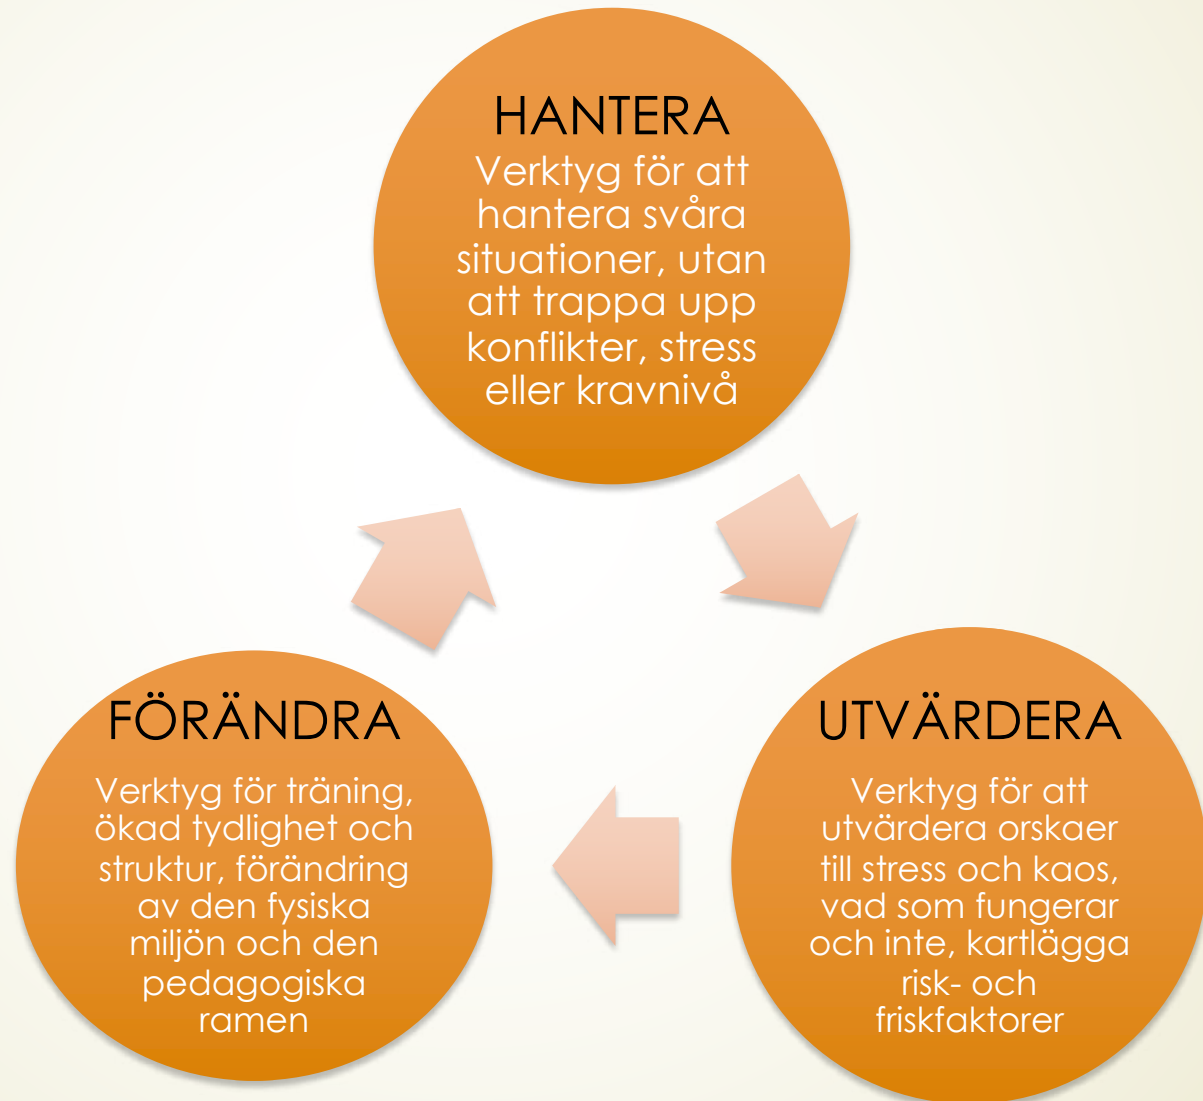 HANTERA
Verktyg för att
hantera svåra
situationer, utan
att trappa upp
konflikter, stress
eller kravnivå
FÖRÄNDRA
Verktyg för träning,
ökad tydlighet och
struktur, förändring
av den fysiska
miljön och den
pedagogiska
ramen
UTVÄRDERA
Verktyg för att
utvärdera orskaer
till stress och kaos,
vad som fungerar
och inte, kartlägga
risk- och
friskfaktorer